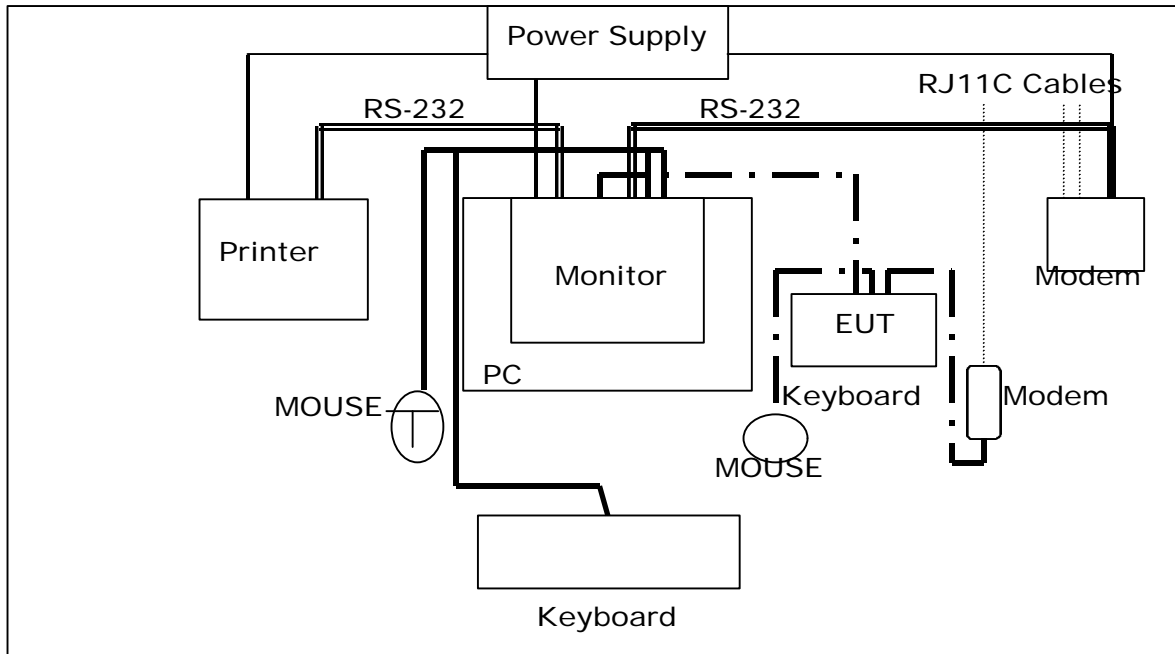 Power Supply
RJ11C Cables
RS-232
RS-232
Printer
Monitor
Modem
EUT
PC
Keyboard
Modem
MOUSE
MOUSE
Keyboard